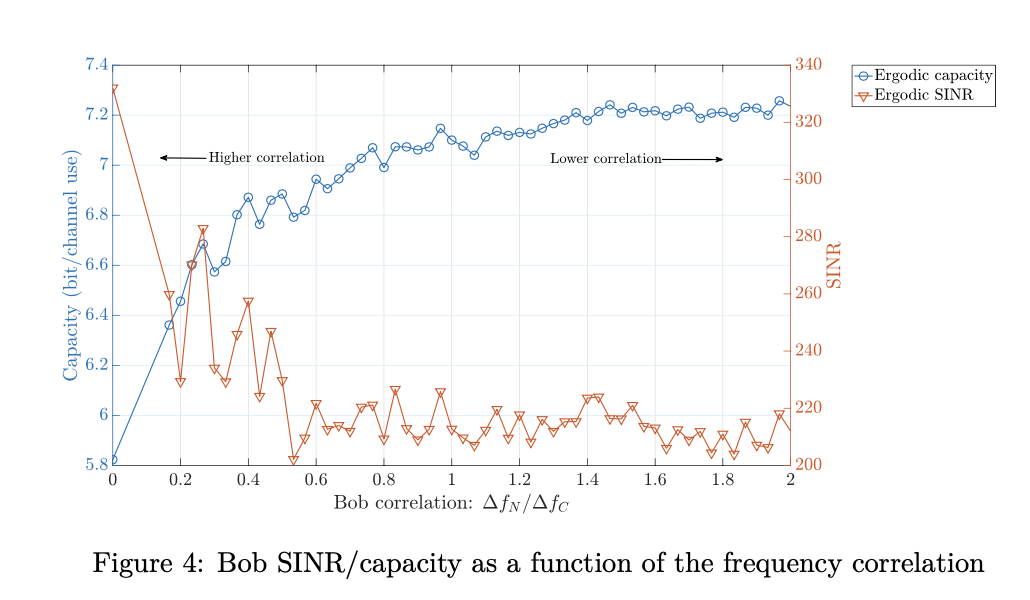 7.4
7.2
7
6.8
6.6
6.4
6.2
6
5.8
Capacity (bit/channel use)
340
320
300
280
260
240
220
200
SINR
Ergodic capacity
Ergodic SINR
Higher correlation
Lower correlation
0 0.2 0.4 0.6 0.8 1 1.2 1.4 1.6 1.8 2
Bob correlation: Δf_N/Δf_C
Figure 4: Bob SINR/capacity as a function of the frequency correlation